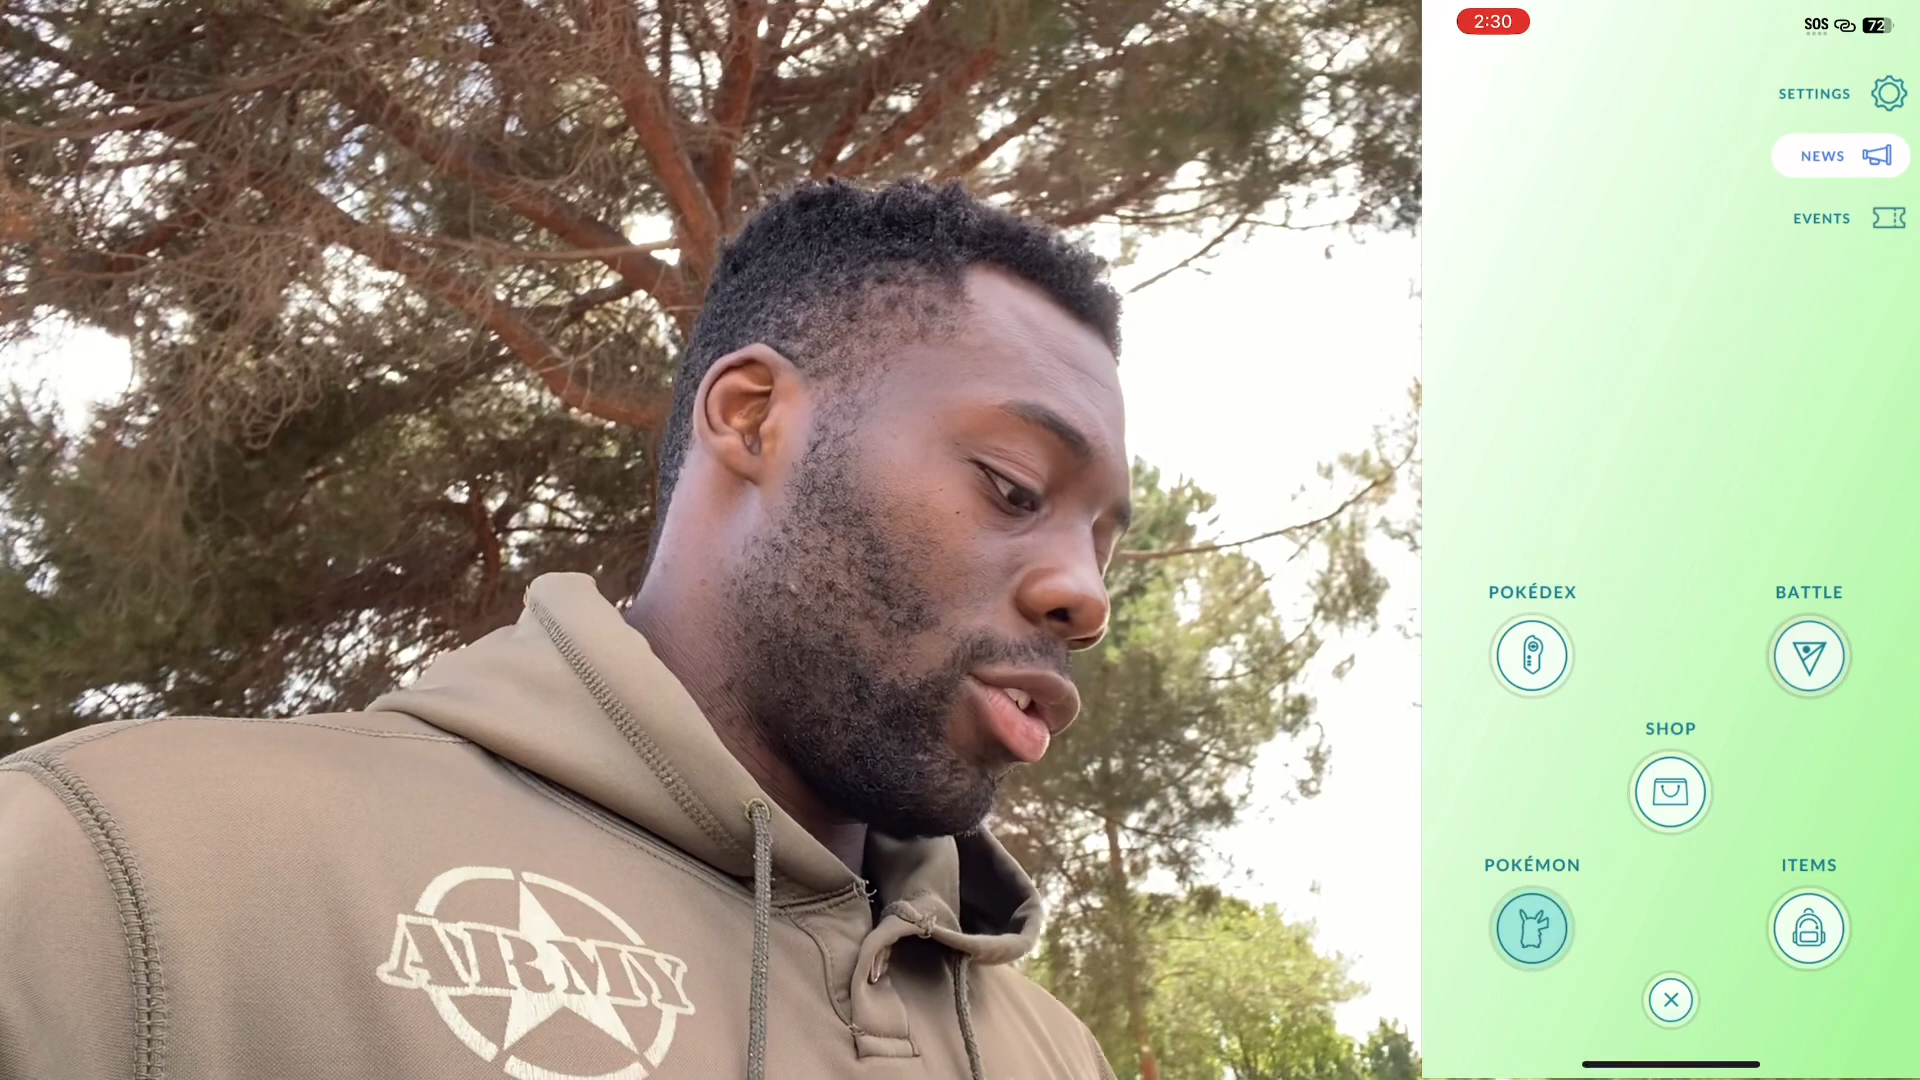 2:30
SOS
72
SETTINGS
NEWS
EVENTS
POKÉDEX
BATTLE
SHOP
POKÉMON
ITEMS
ARMY